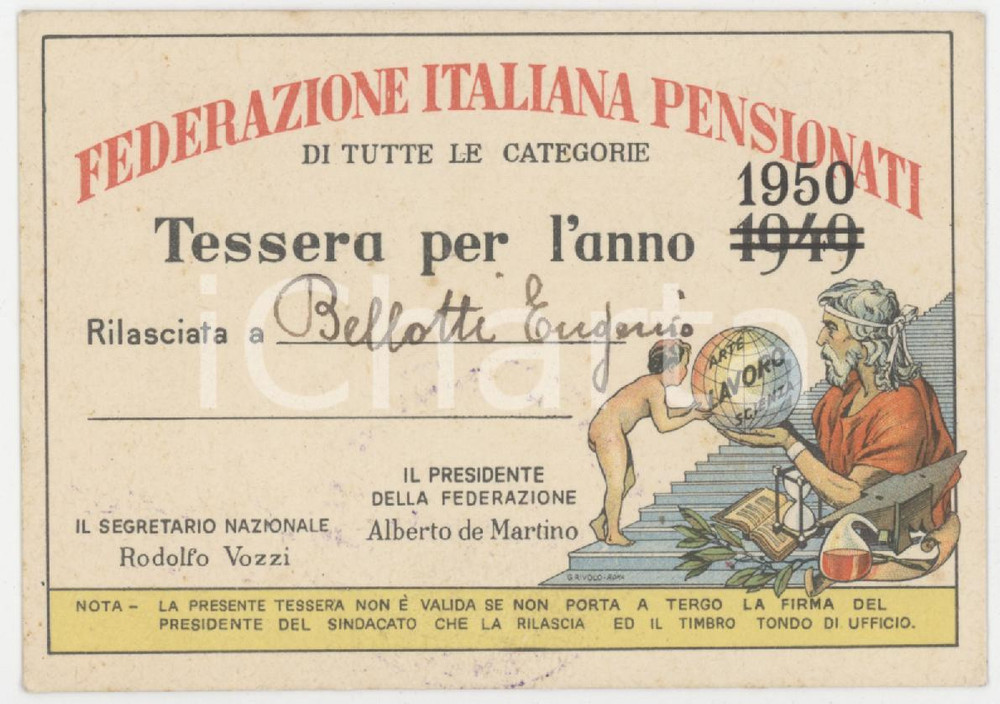 FEDERAZIONE ITALIANA PENSIONATI
DI TUTTE LE CATEGORIE
1950
Tessera per l'anno 1949
Rilasciata a Bellotti Eugenio
ARTE
LAVORO
SCIENZA
IL PRESIDENTE
DELLA FEDERAZIONE
Alberto de Martino
IL SEGRETARIO NAZIONALE
Rodolfo Vozzi
NOTA – LA PRESENTE TESSERA NON È VALIDA SE NON PORTA A TERGO LA FIRMA DEL
PRESIDENTE DEL SINDACATO CHE LA RILASCIA ED IL TIMBRO TONDO DI UFFICIO.
iCharta